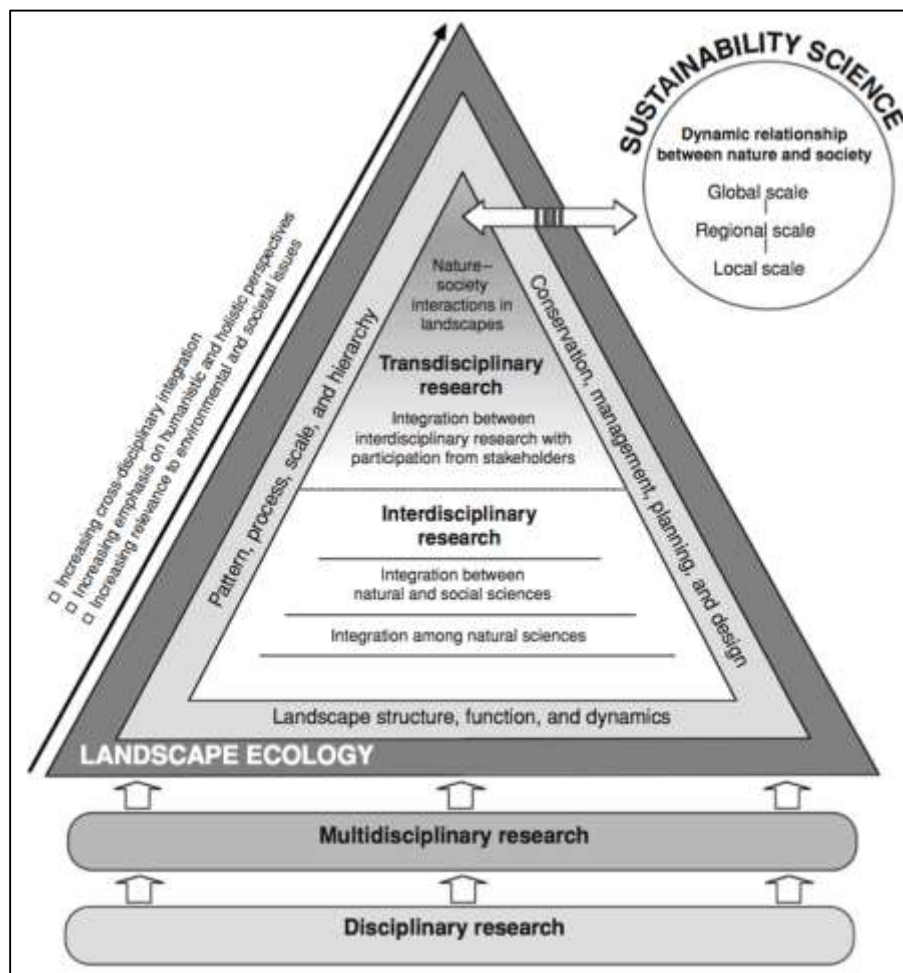 SUSTAINABILITY SCIENCE
Dynamic relationship
between nature and society
Global scale
Regional scale
Local scale
□ Increasing cross-disciplinary integration
□ Increasing emphasis on humanistic and holistic perspectives
□ Increasing relevance to environmental and societal issues
Pattern, process, scale, and hierarchy
Conservation, management, planning, and design
Nature–
society
interactions in
landscapes
Transdisciplinary
research
Integration between
interdisciplinary research with
participation from stakeholders
Interdisciplinary
research
Integration between
natural and social sciences
Integration among natural sciences
Landscape structure, function, and dynamics
LANDSCAPE ECOLOGY
Multidisciplinary research
Disciplinary research